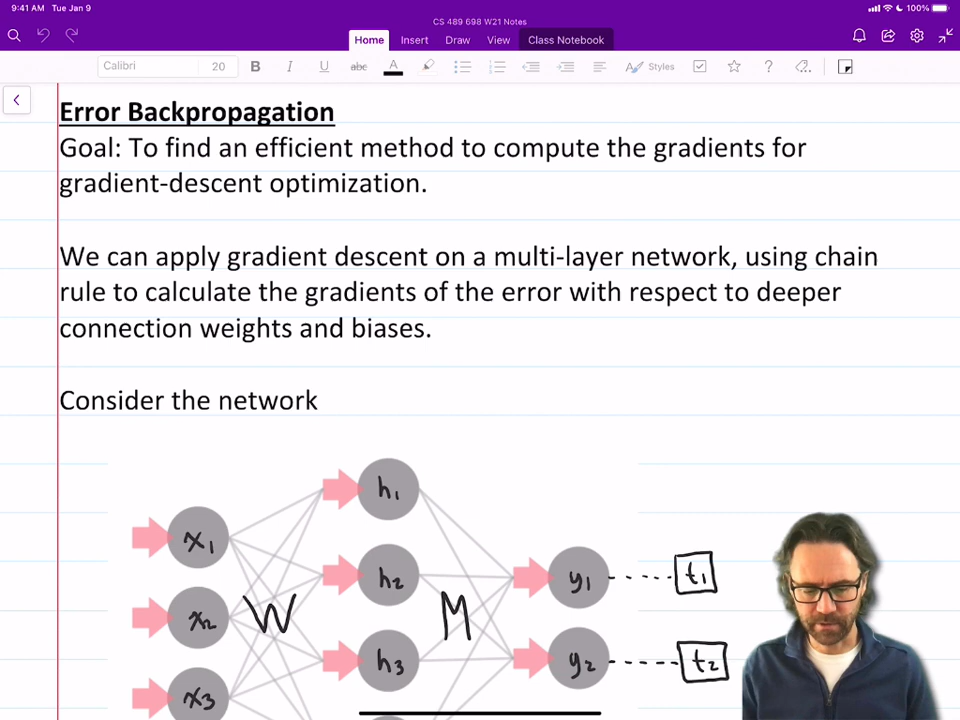 9:41 AM Tue Jan 9
100%
CS 489 698 W21 Notes
Home Insert Draw View Class Notebook
Calibri 20 B I U abc A Styles ?
Error Backpropagation
Goal: To find an efficient method to compute the gradients for
gradient-descent optimization.
We can apply gradient descent on a multi-layer network, using chain
rule to calculate the gradients of the error with respect to deeper
connection weights and biases.
Consider the network
h₁
x₁
h₂ y₁ t₁
x₂ W M
h₃ y₂ t₂
x₃